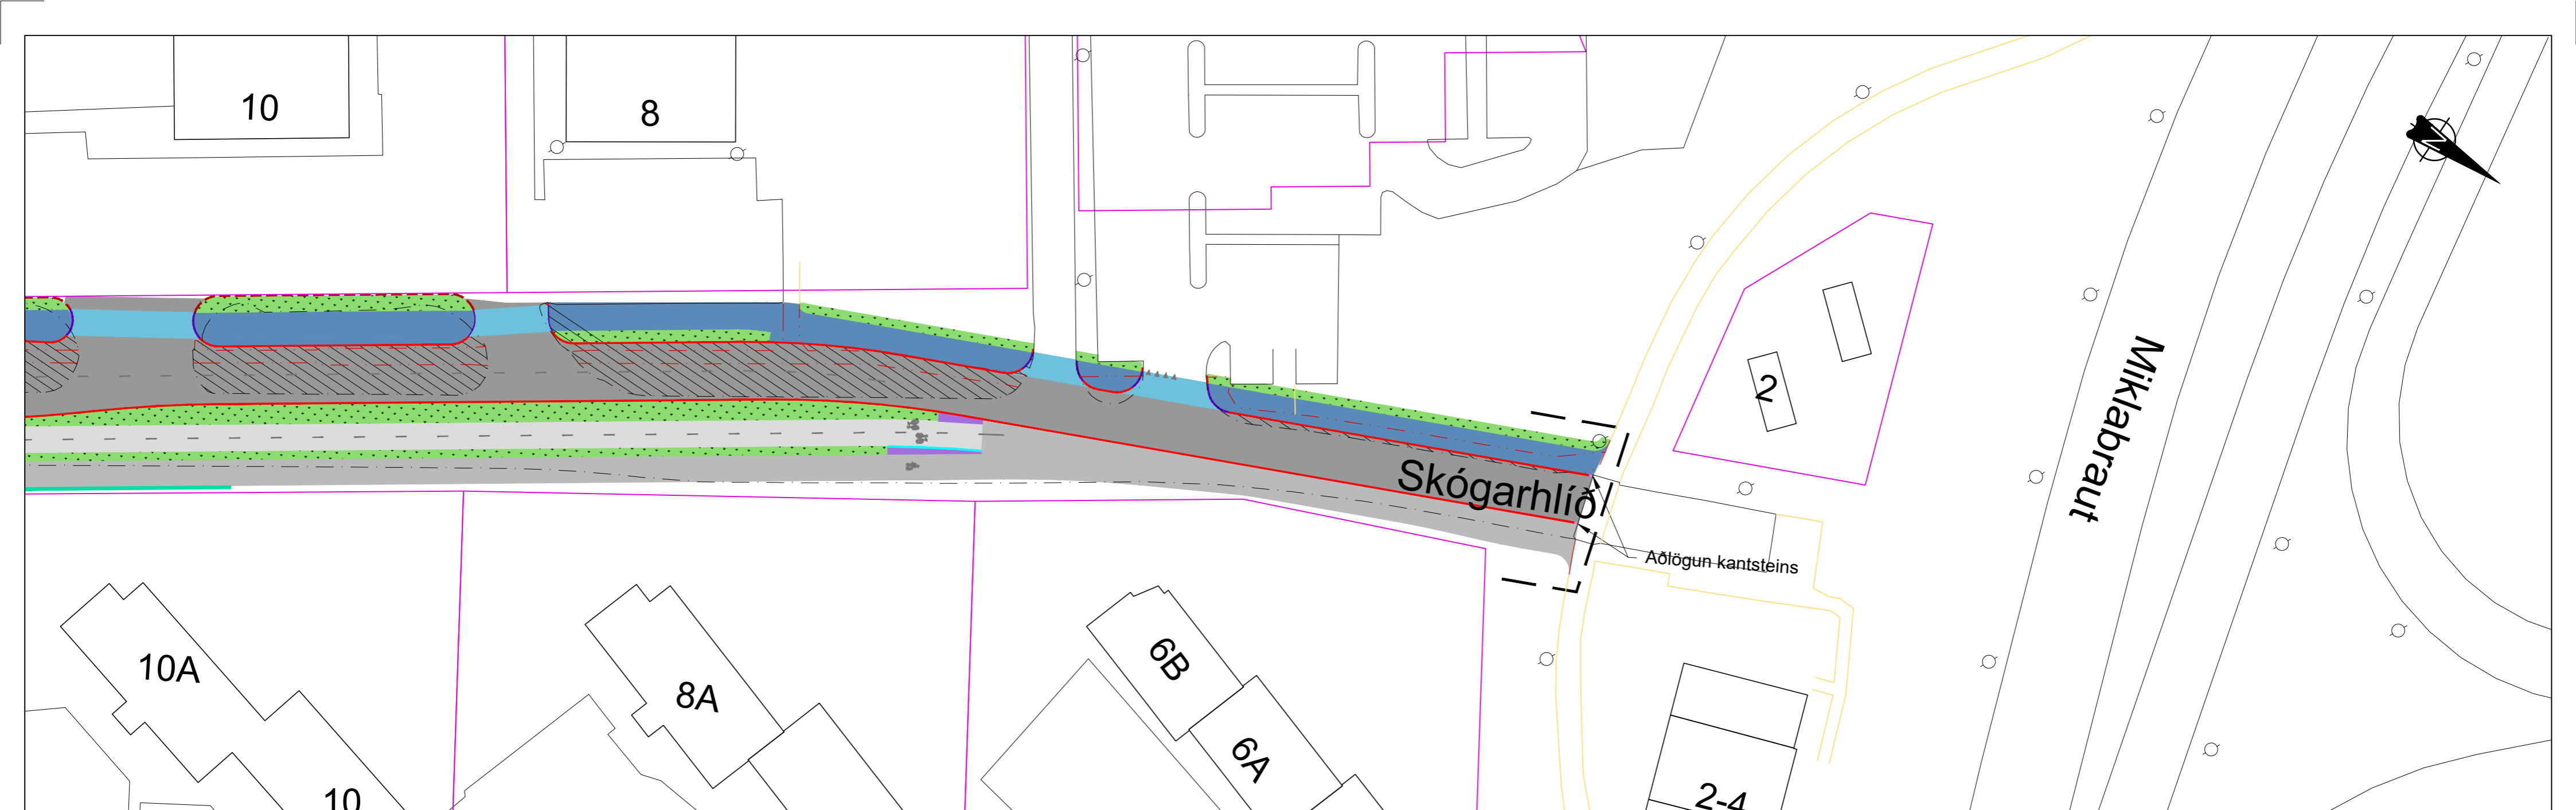 10
8
N
2
Miklabraut
Skógarhlíð
Aðlögun kantsteins
10A
8A
6B
6A
10
2-4